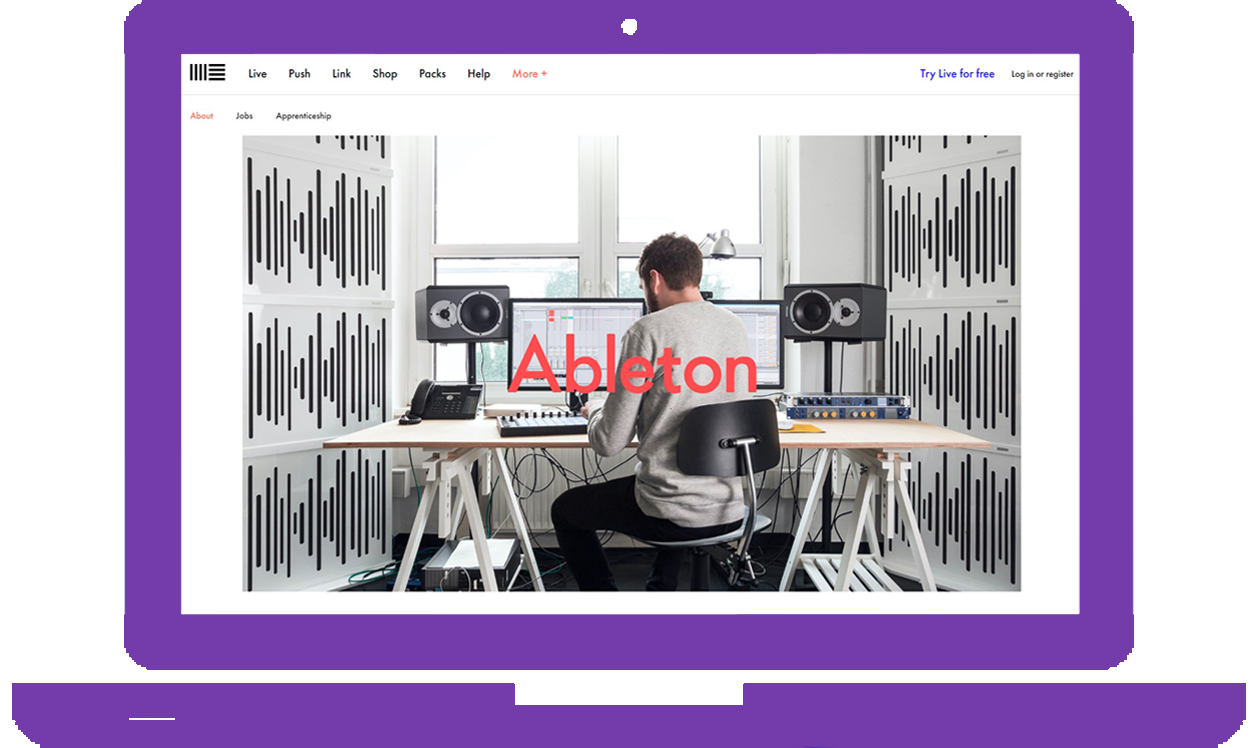 Live Push Link Shop Packs Help More + Try Live for free Log in or register
About Jobs Apprenticeship
Ableton